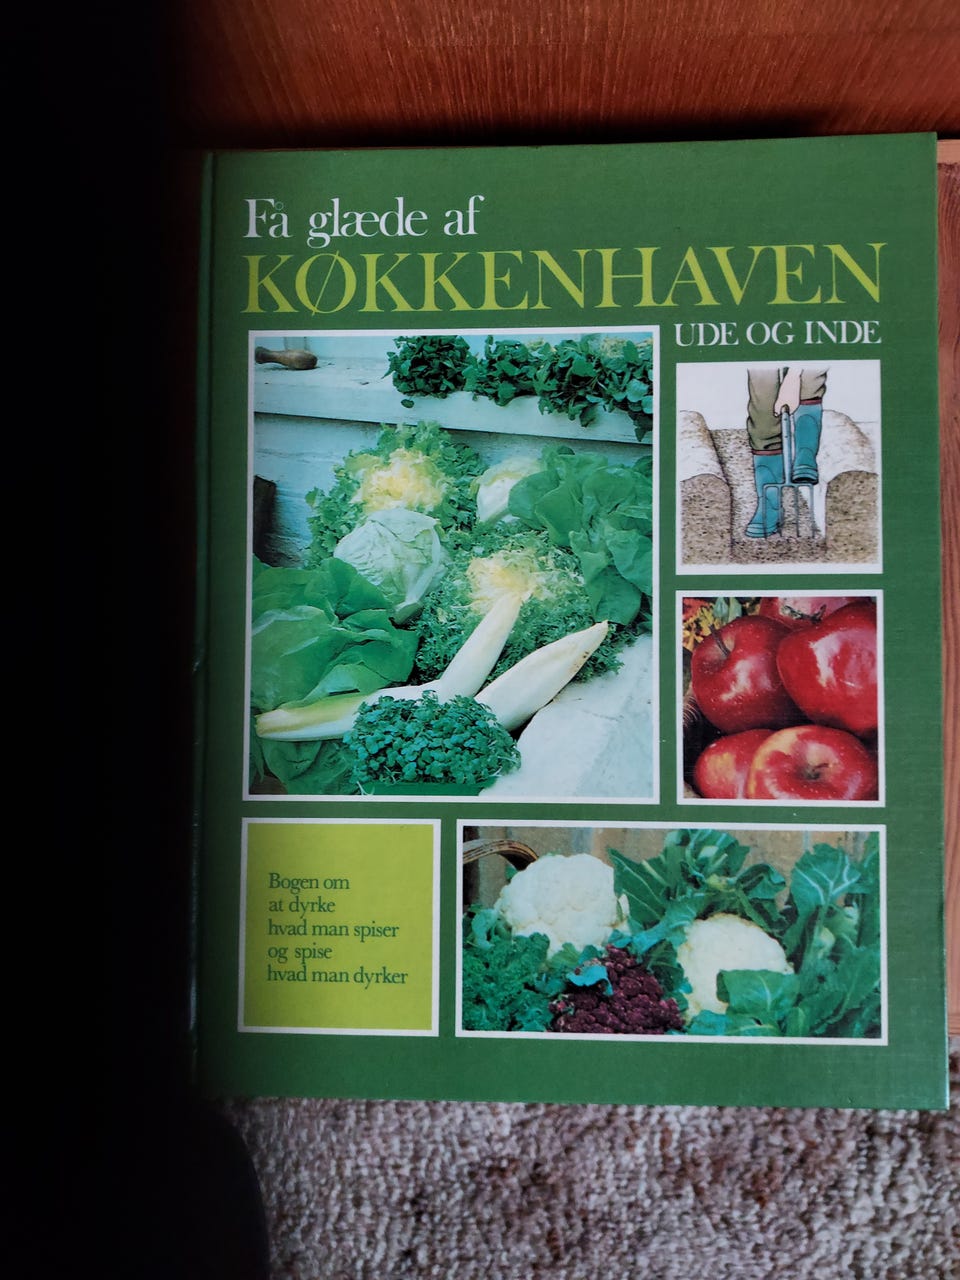 Få glæde af
KØKKENHAVEN
UDE OG INDE
Bogen om
at dyrke
hvad man spiser
og spise
hvad man dyrker